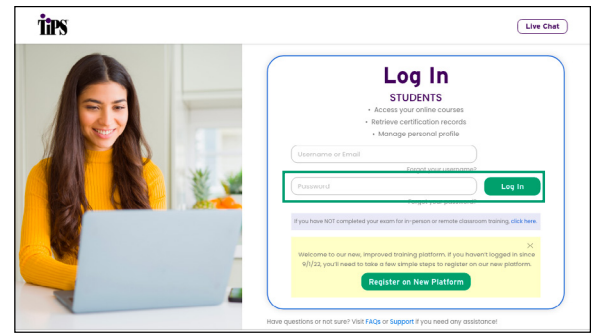 TiPS
Live Chat
Log In
STUDENTS
• Access your online courses
• Retrieve certification records
• Manage personal profile
Username or Email
Forgot your username?
Password
Log In
Forgot your password?
If you have NOT completed your exam for in-person or remote classroom training, click here.
Welcome to our new, improved training platform. If you haven't logged in since
9/1/22, you'll need to take a few simple steps to register on our new platform.
Register on New Platform
Have questions or not sure? Visit FAQs or Support if you need any assistance!